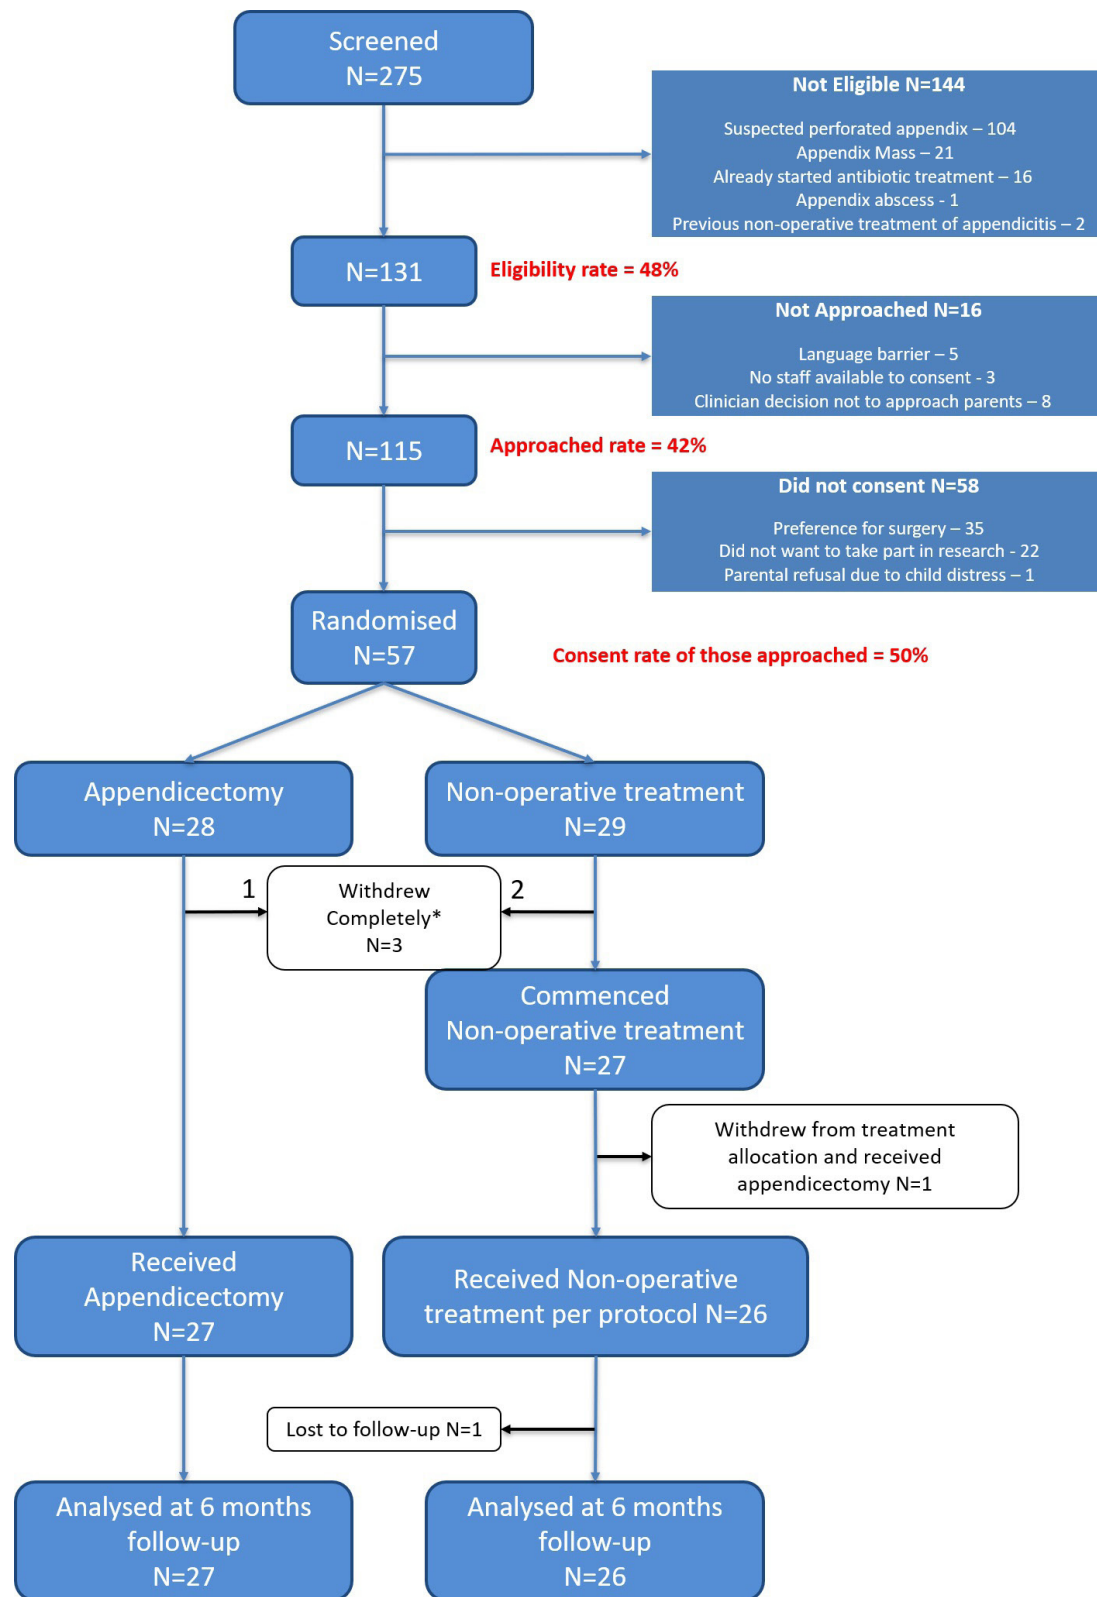 Screened
N=275
Not Eligible N=144
Suspected perforated appendix – 104
Appendix Mass – 21
Already started antibiotic treatment – 16
Appendix abscess - 1
Previous non-operative treatment of appendicitis – 2
N=131
Eligibility rate = 48%
Not Approached N=16
Language barrier – 5
No staff available to consent - 3
Clinician decision not to approach parents – 8
N=115
Approached rate = 42%
Did not consent N=58
Preference for surgery – 35
Did not want to take part in research - 22
Parental refusal due to child distress – 1
Randomised
N=57
Consent rate of those approached = 50%
Appendicectomy
N=28
Non-operative treatment
N=29
1
Withdrew
Completely*
N=3
2
Commenced
Non-operative treatment
N=27
Withdrew from treatment
allocation and received
appendicectomy N=1
Received
Appendicectomy
N=27
Received Non-operative
treatment per protocol N=26
Lost to follow-up N=1
Analysed at 6 months
follow-up
N=27
Analysed at 6 months
follow-up
N=26